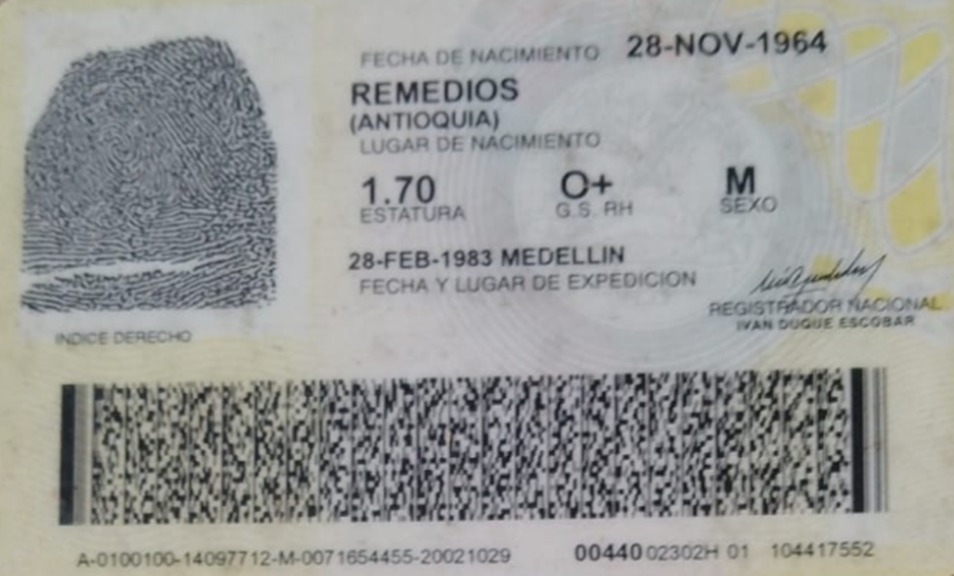 FECHA DE NACIMIENTO 28-NOV-1964
REMEDIOS
(ANTIOQUIA)
LUGAR DE NACIMIENTO
1.70 O+ M
ESTATURA G.S. RH SEXO
28-FEB-1983 MEDELLIN
FECHA Y LUGAR DE EXPEDICION
REGISTRADOR NACIONAL
IVAN DUQUE ESCOBAR
INDICE DERECHO
A-0100100-14097712-M-0071654455-20021029 00440 02302H 01 104417552